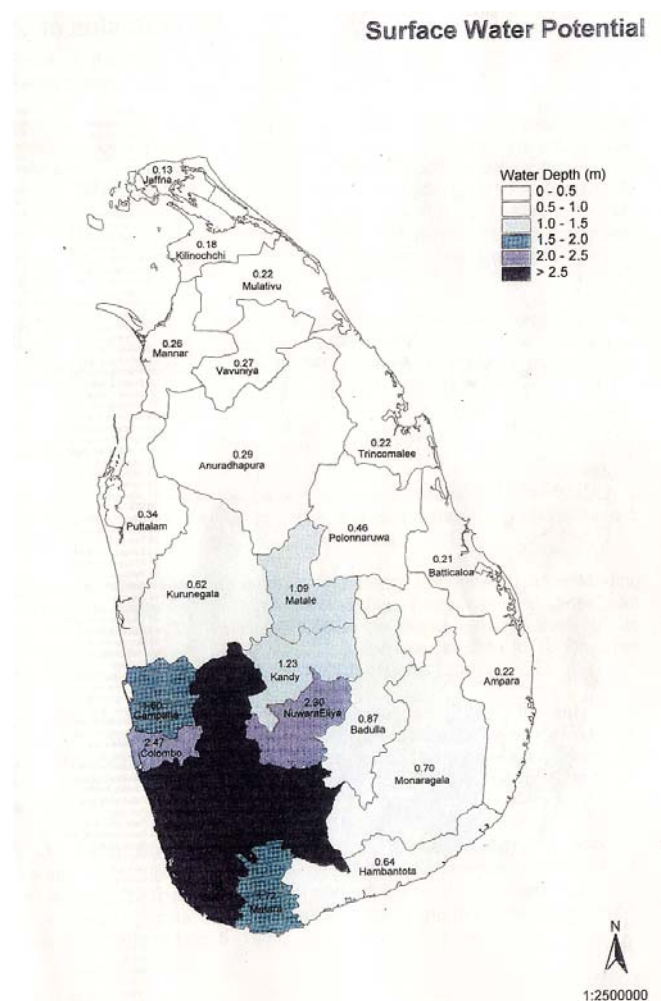 Surface Water Potential
Water Depth (m)
0 - 0.5
0.5 - 1.0
1.0 - 1.5
1.5 - 2.0
2.0 - 2.5
> 2.5
0.13
Jaffna
0.18
Kilinochchi
0.22
Mulativu
0.26
Mannar
0.27
Vavuniya
0.22
Trincomalee
0.29
Anuradhapura
0.34
Puttalam
0.46
Polonnaruwa
0.21
Batticaloa
0.62
Kurunegala
1.09
Matale
1.23
Kandy
0.22
Ampara
Gampaha
NuwaraEliya
0.87
Badulla
2.47
Colombo
0.70
Monaragala
0.64
Hambantota
Matara
N
1:2500000